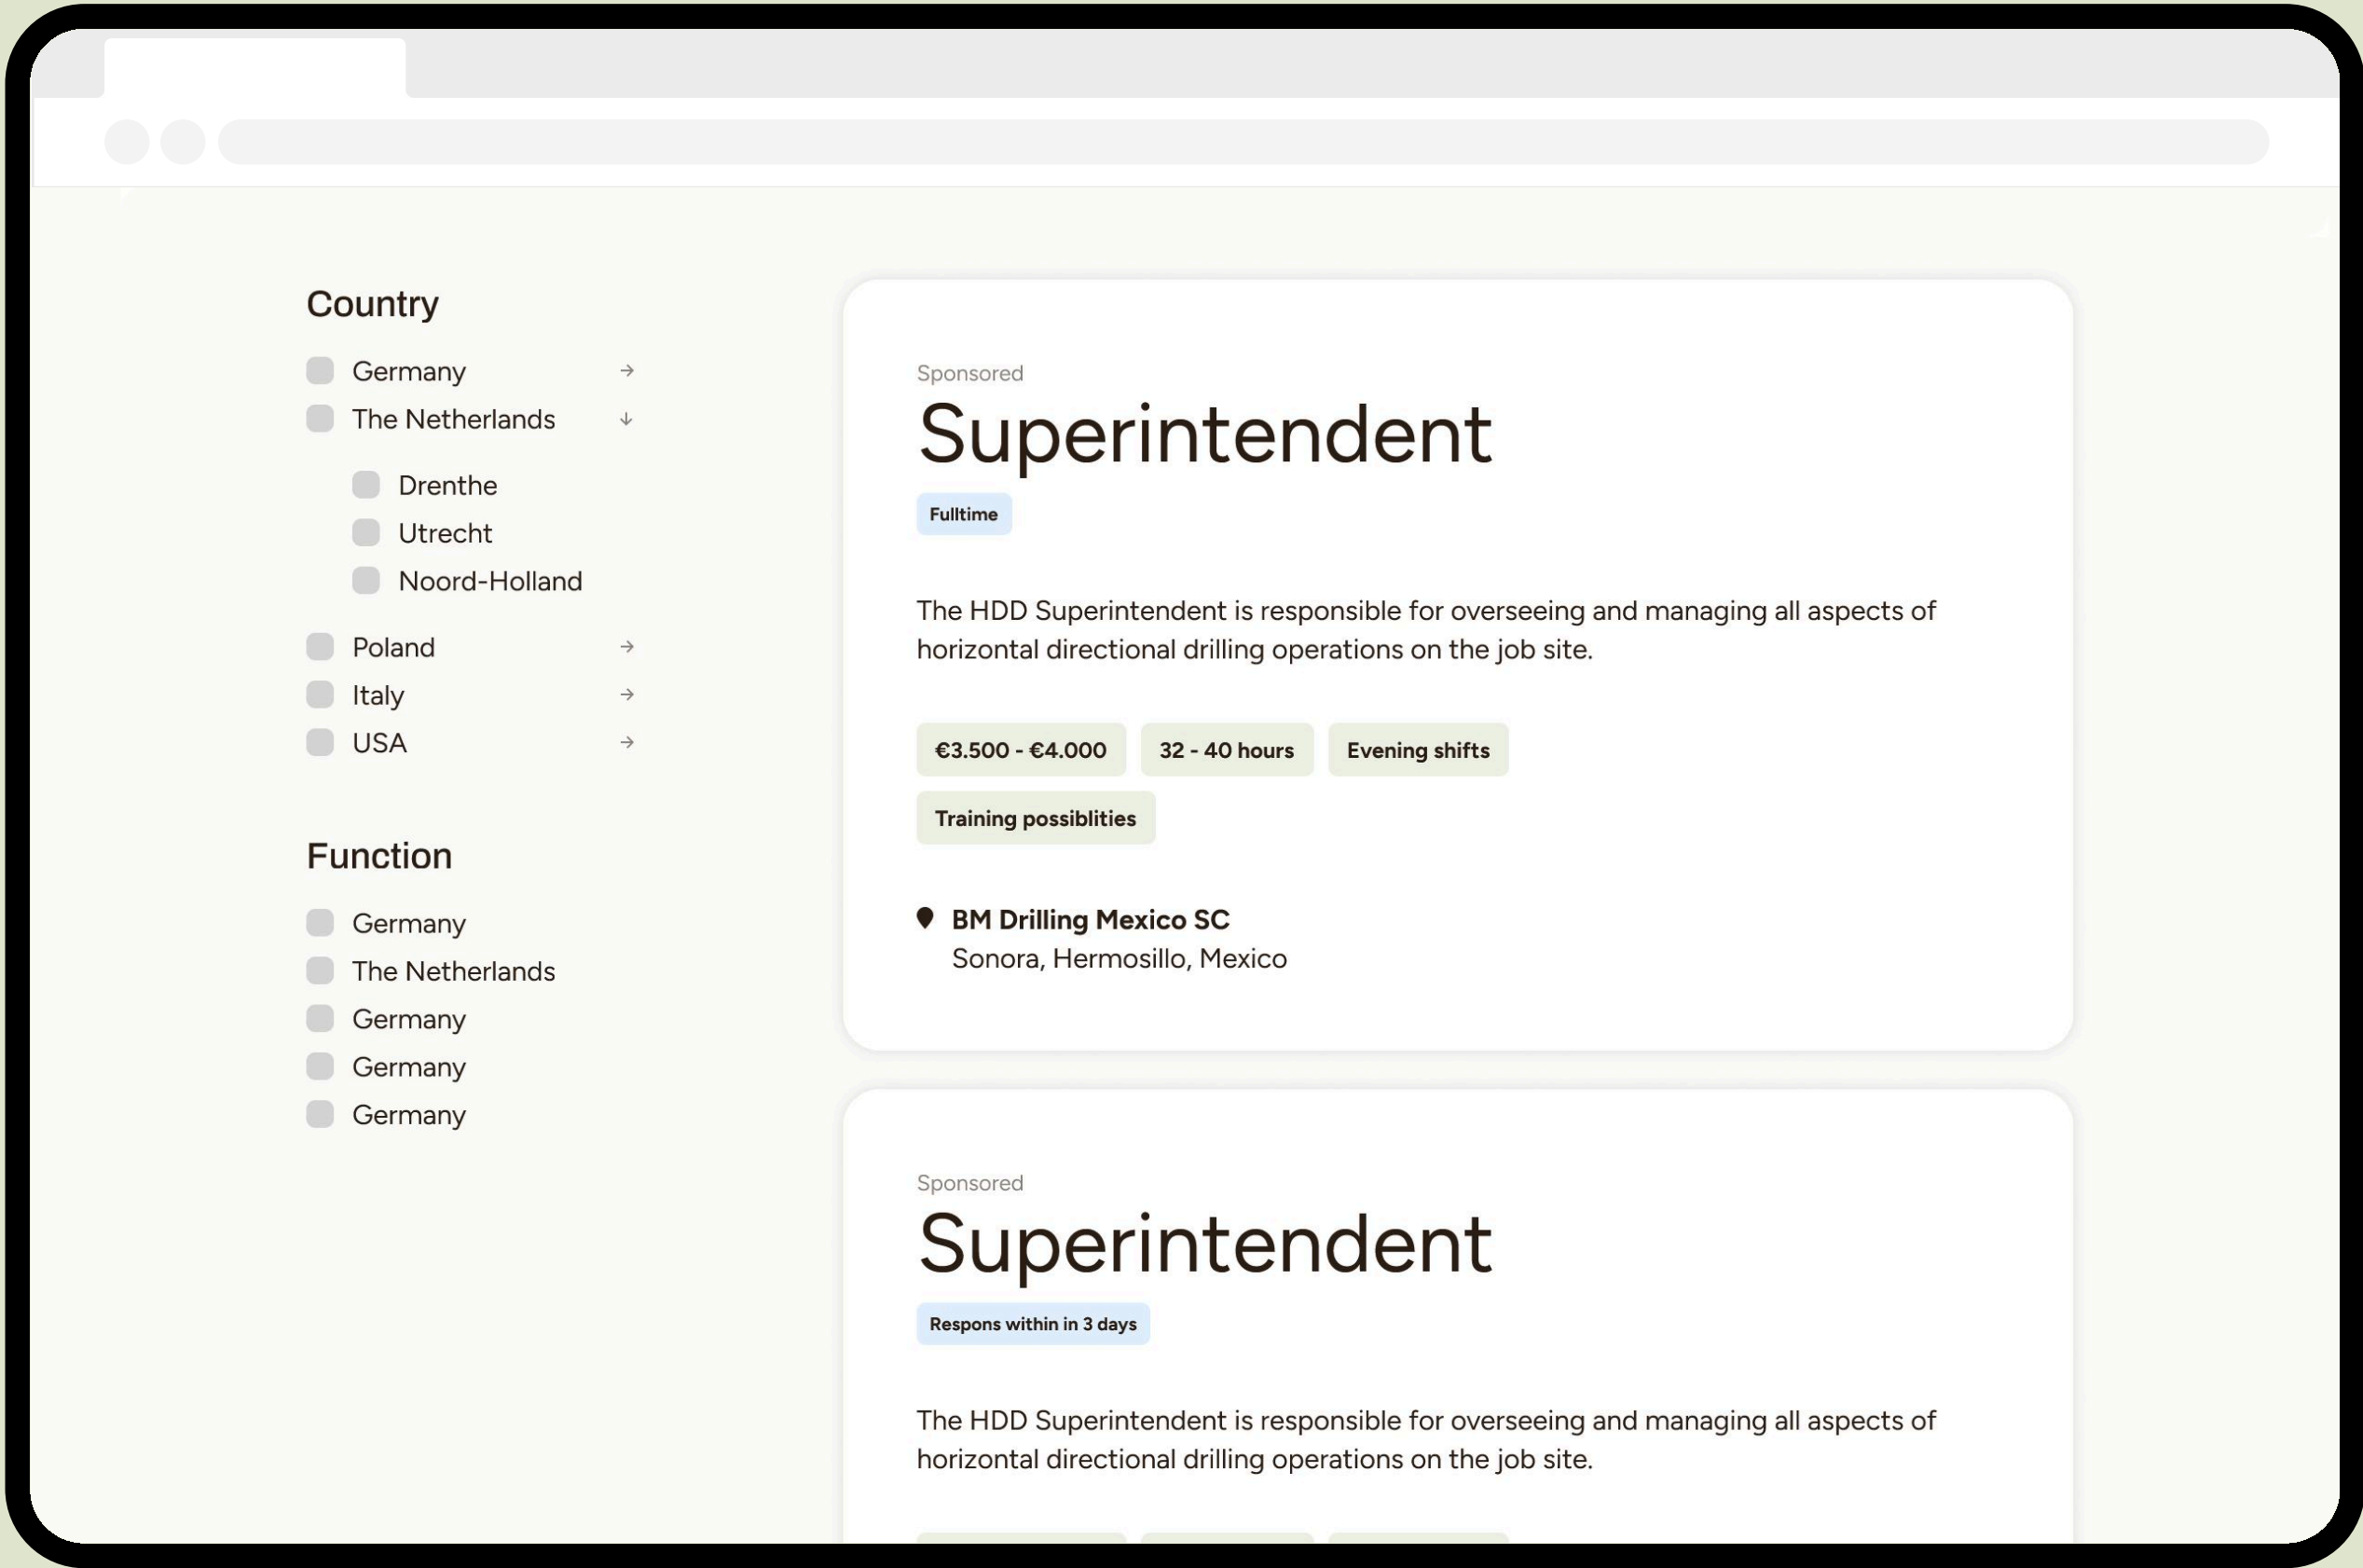 Country
Germany
The Netherlands
Drenthe
Utrecht
Noord-Holland
Poland
Italy
USA
Function
Germany
The Netherlands
Germany
Germany
Germany
Sponsored
Superintendent
Fulltime
The HDD Superintendent is responsible for overseeing and managing all aspects of
horizontal directional drilling operations on the job site.
€3.500 - €4.000 32 - 40 hours Evening shifts
Training possiblities
BM Drilling Mexico SC
Sonora, Hermosillo, Mexico
Sponsored
Superintendent
Respons within in 3 days
The HDD Superintendent is responsible for overseeing and managing all aspects of
horizontal directional drilling operations on the job site.